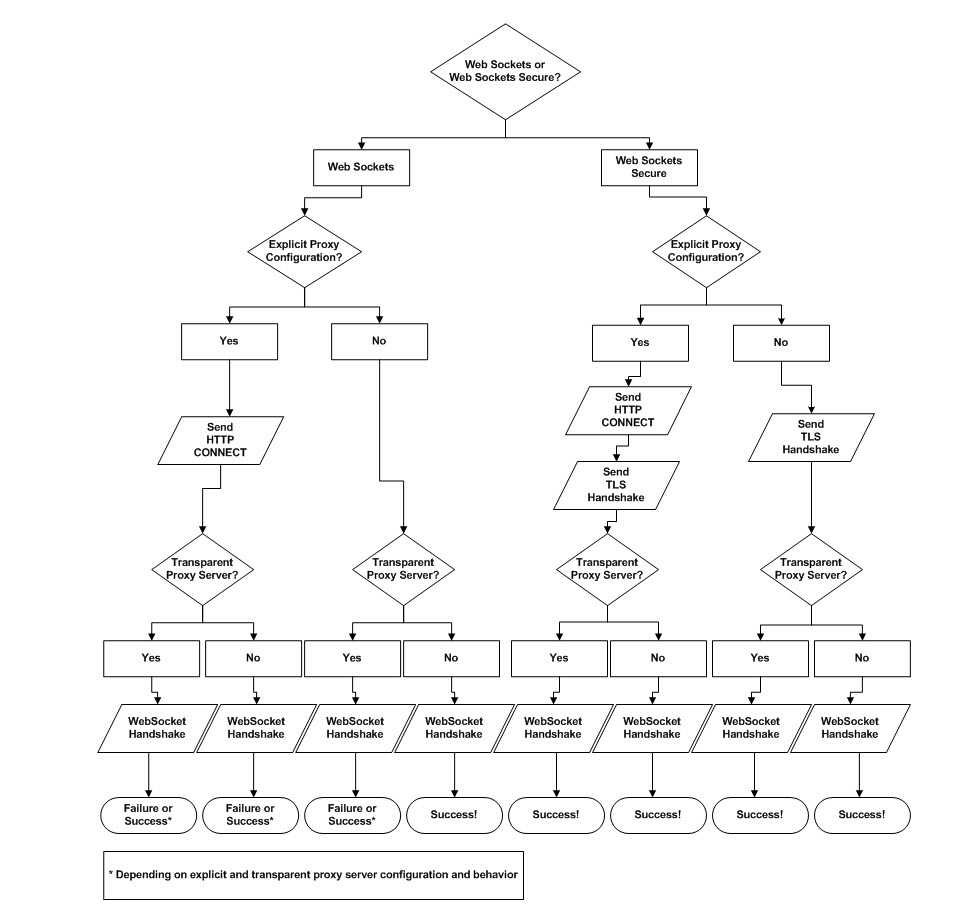 Web Sockets or
Web Sockets Secure?
Web Sockets
Web Sockets
Secure
Explicit Proxy
Configuration?
Explicit Proxy
Configuration?
Yes
No
Yes
No
Send
HTTP
CONNECT
Send
HTTP
CONNECT
Send
TLS
Handshake
Send
TLS
Handshake
Transparent
Proxy Server?
Transparent
Proxy Server?
Transparent
Proxy Server?
Transparent
Proxy Server?
Yes
No
Yes
No
Yes
No
Yes
No
WebSocket
Handshake
WebSocket
Handshake
WebSocket
Handshake
WebSocket
Handshake
WebSocket
Handshake
WebSocket
Handshake
WebSocket
Handshake
WebSocket
Handshake
Failure or
Success*
Failure or
Success*
Failure or
Success*
Success!
Success!
Success!
Success!
Success!
* Depending on explicit and transparent proxy server configuration and behavior